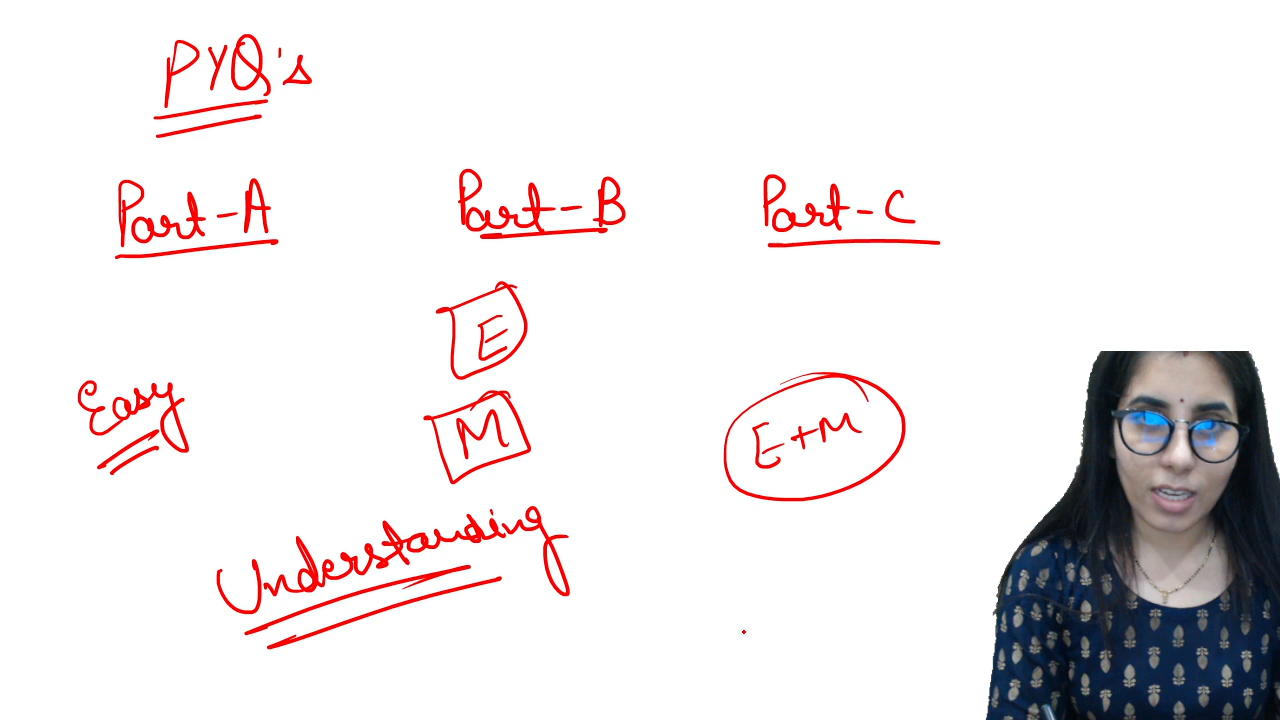 PYQ's
Part-A
Part-B
Part-C
E
Easy
M
E+M
Understanding